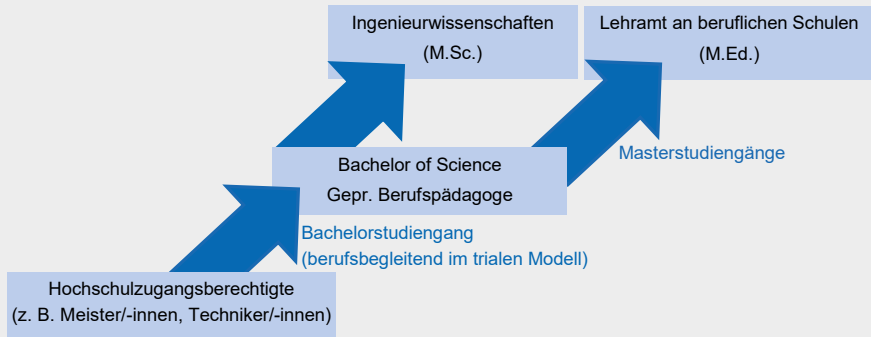 Ingenieurwissenschaften
(M.Sc.)
Lehramt an beruflichen Schulen
(M.Ed.)
Masterstudiengänge
Bachelor of Science
Gepr. Berufspädagoge
Bachelorstudiengang
(berufsbegleitend im trialen Modell)
Hochschulzugangsberechtigte
(z. B. Meister/-innen, Techniker/-innen)